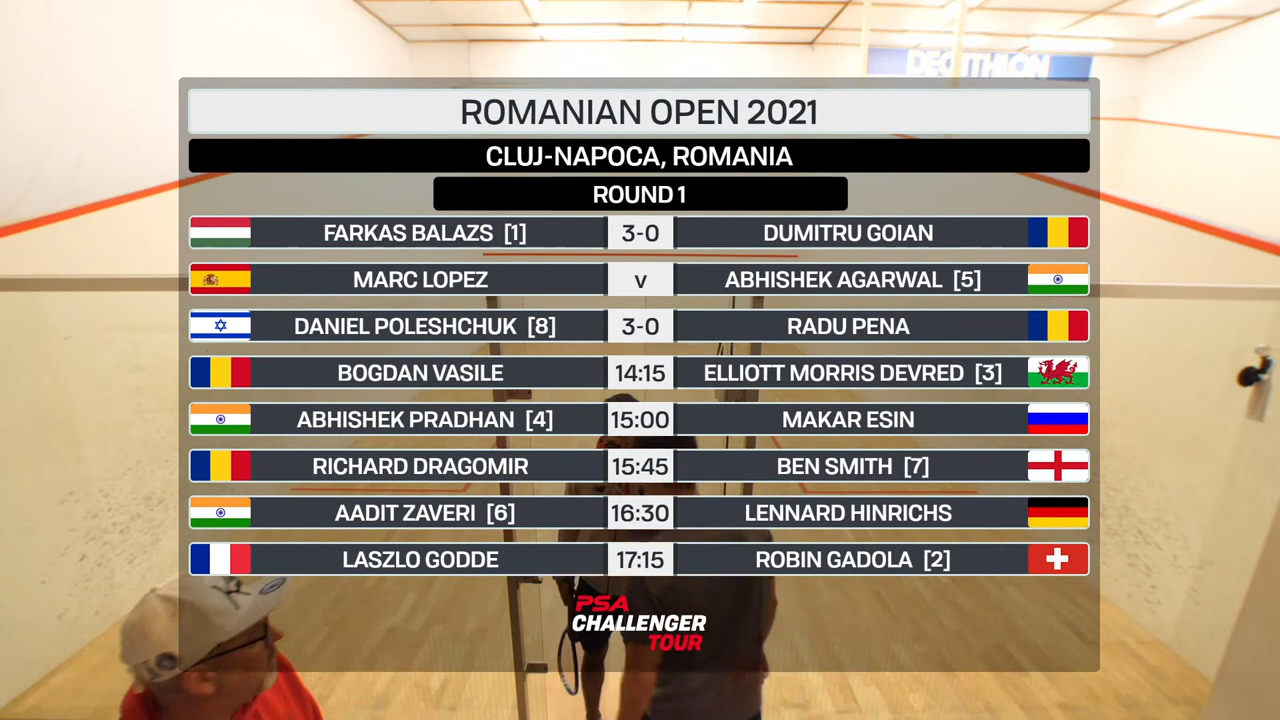 DECATHLON
ROMANIAN OPEN 2021
CLUJ-NAPOCA, ROMANIA
ROUND 1
FARKAS BALAZS [1] 3-0 DUMITRU GOIAN
MARC LOPEZ v ABHISHEK AGARWAL [5]
DANIEL POLESHCHUK [8] 3-0 RADU PENA
BOGDAN VASILE 14:15 ELLIOTT MORRIS DEVRED [3]
ABHISHEK PRADHAN [4] 15:00 MAKAR ESIN
RICHARD DRAGOMIR 15:45 BEN SMITH [7]
AADIT ZAVERI [6] 16:30 LENNARD HINRICHS
LASZLO GODDE 17:15 ROBIN GADOLA [2]
PSA
CHALLENGER
TOUR